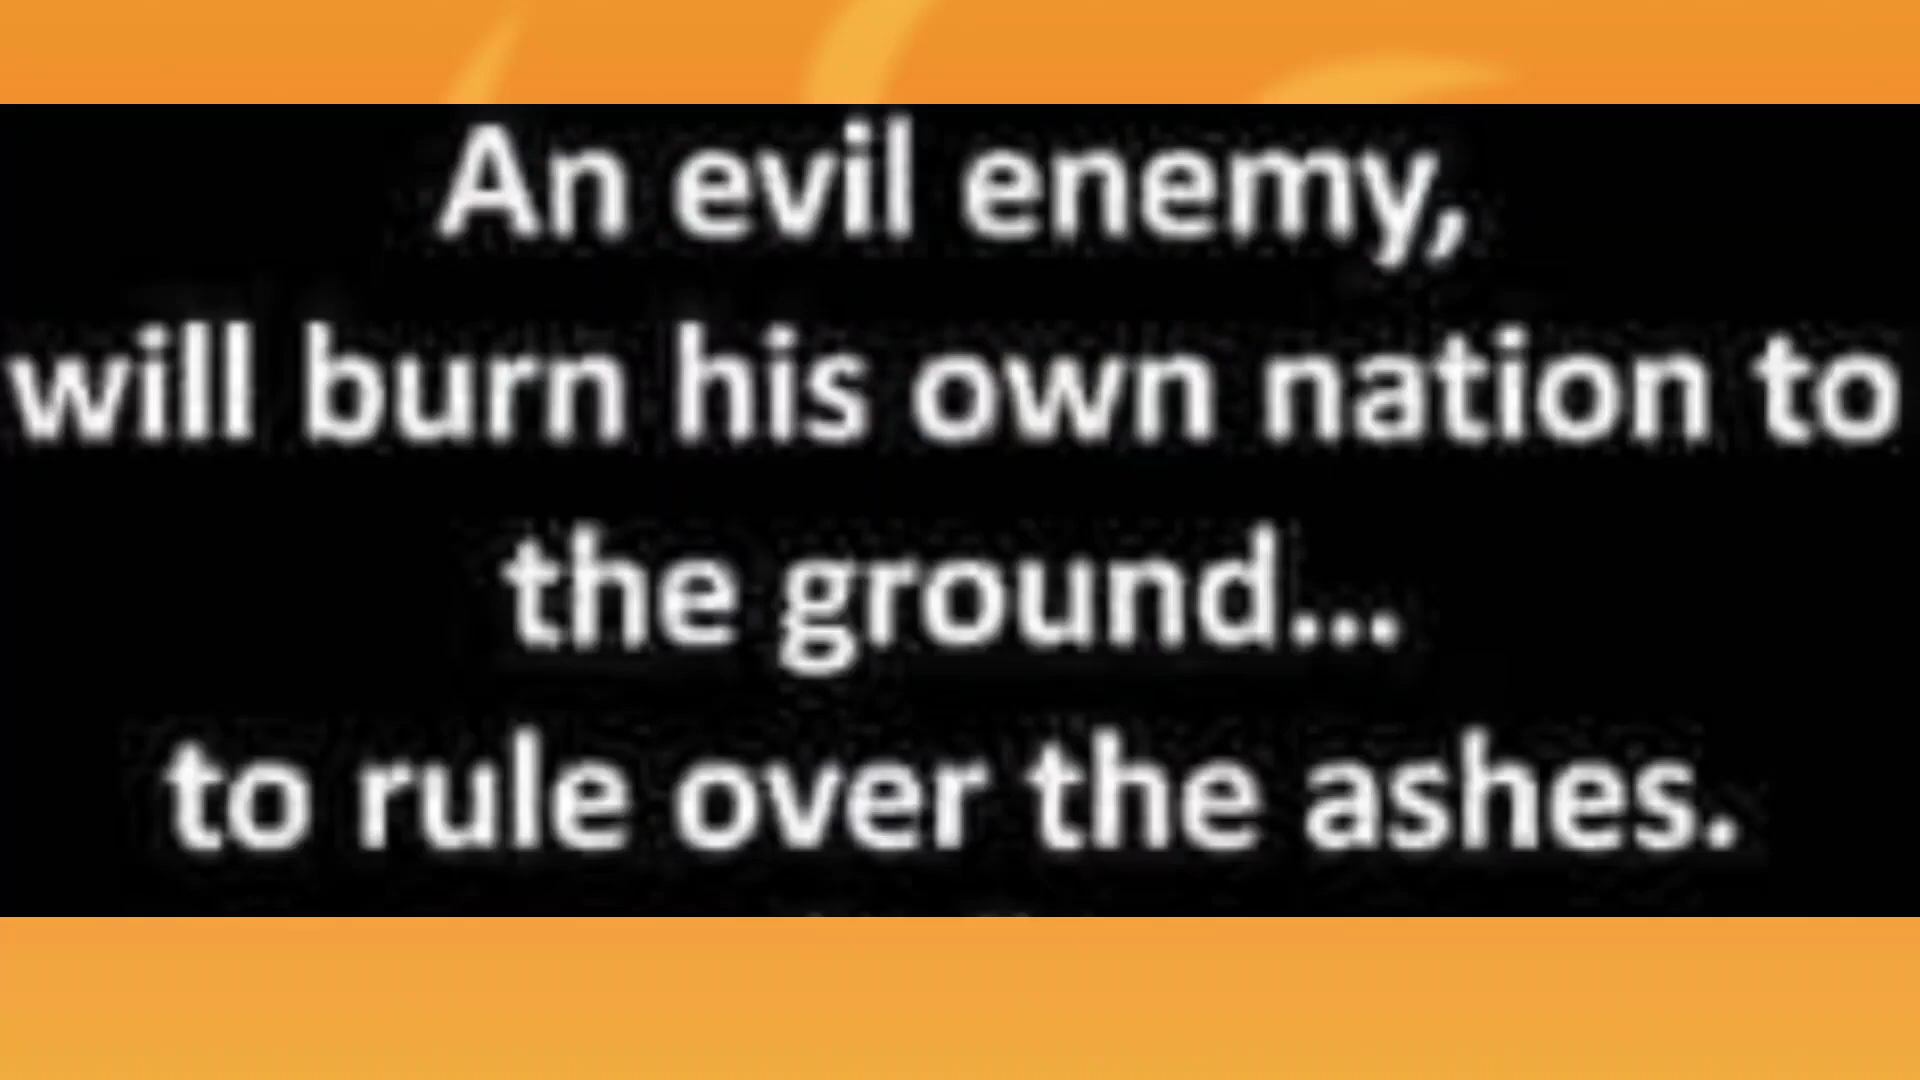 An evil enemy,
will burn his own nation to
the ground...
to rule over the ashes.